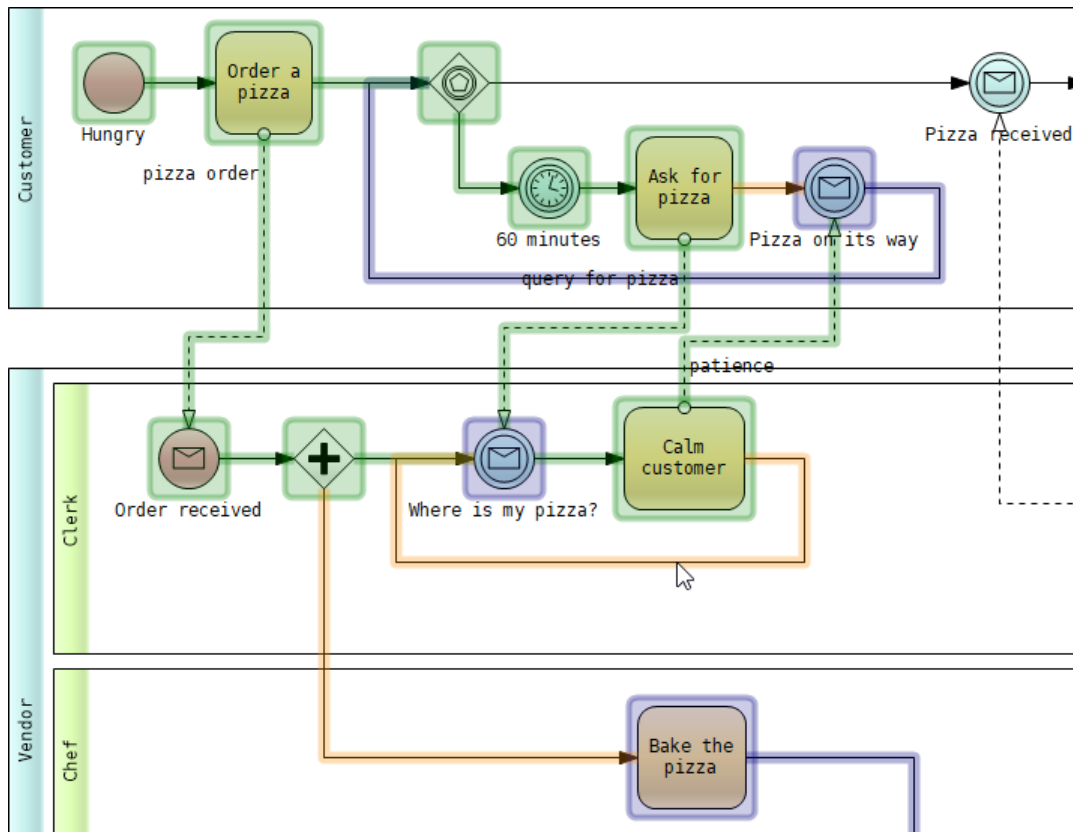 Customer
Hungry
Order a
pizza
pizza order
60 minutes
Ask for
pizza
Pizza on its way
Pizza received
query for pizza
patience
Vendor
Clerk
Order received
Where is my pizza?
Calm
customer
Chef
Bake the
pizza